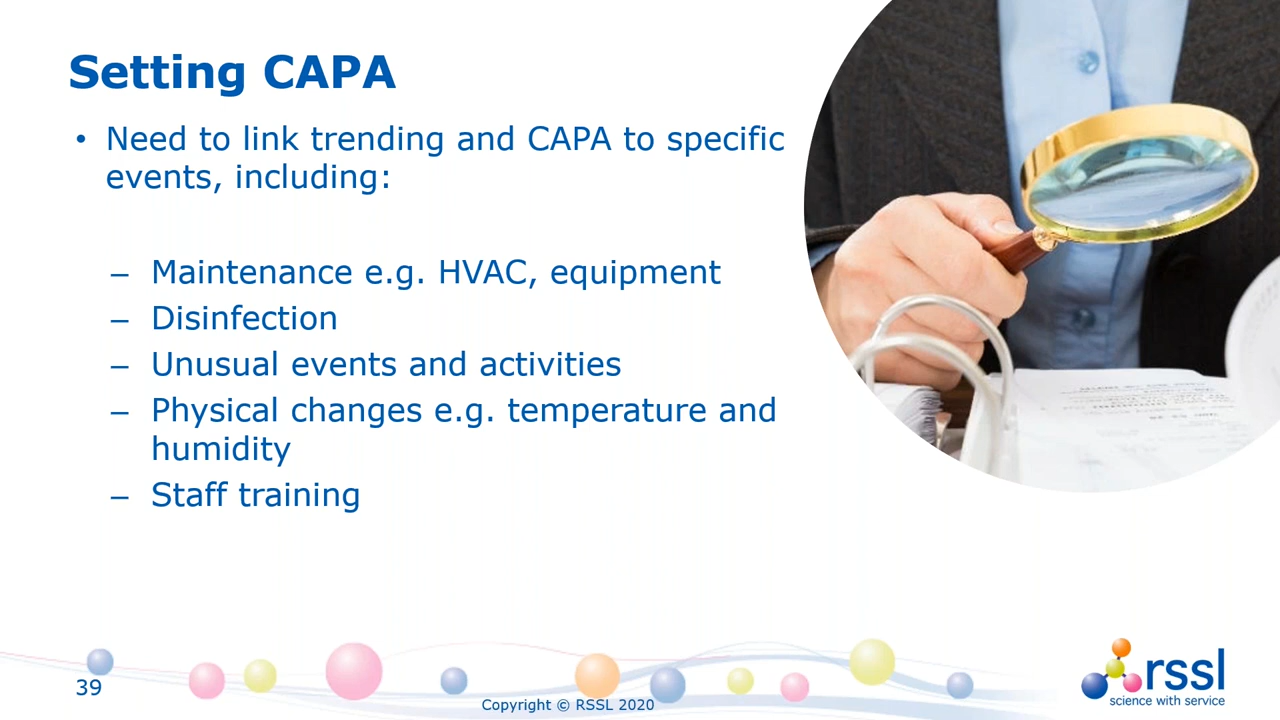 Setting CAPA
• Need to link trending and CAPA to specific
events, including:
– Maintenance e.g. HVAC, equipment
– Disinfection
– Unusual events and activities
– Physical changes e.g. temperature and
humidity
– Staff training
39
Copyright © RSSL 2020
rssl
science with service